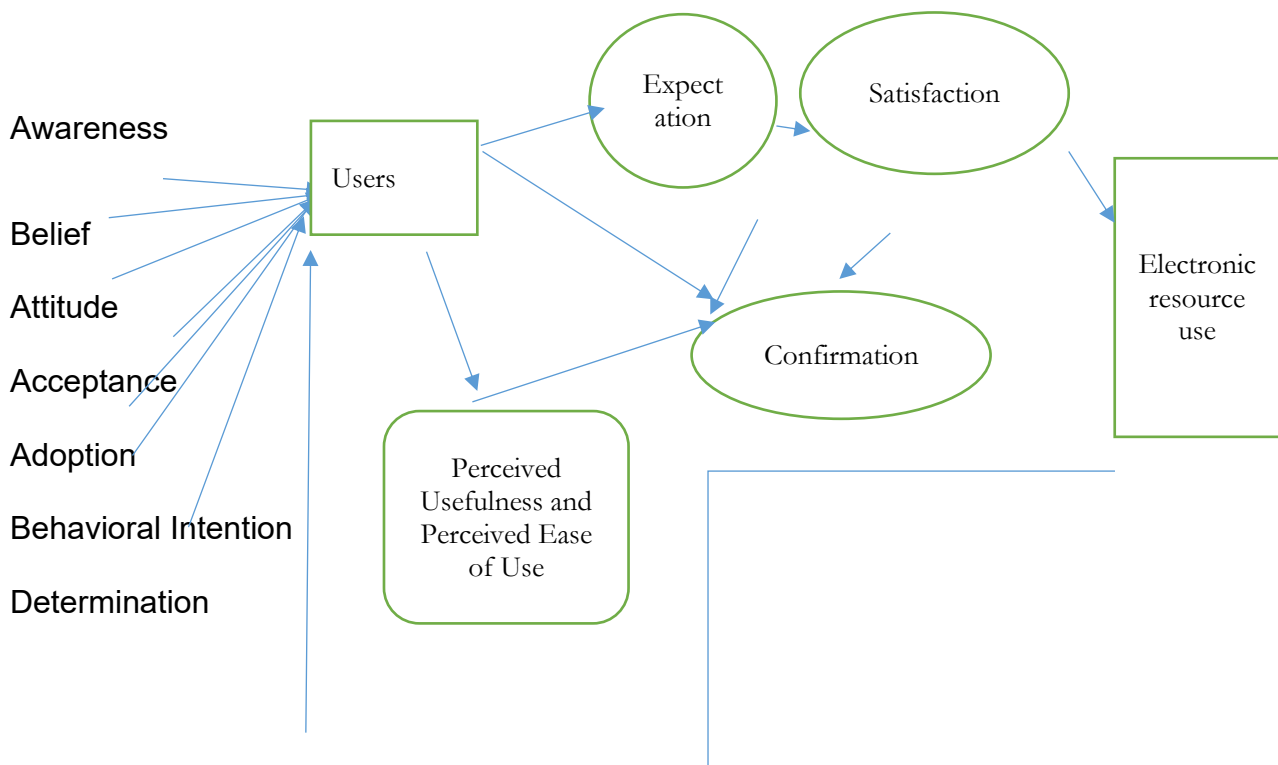 Awareness
Belief
Attitude
Acceptance
Adoption
Behavioral Intention
Determination
Users
Expect
ation
Satisfaction
Confirmation
Perceived
Usefulness and
Perceived Ease
of Use
Electronic
resource
use